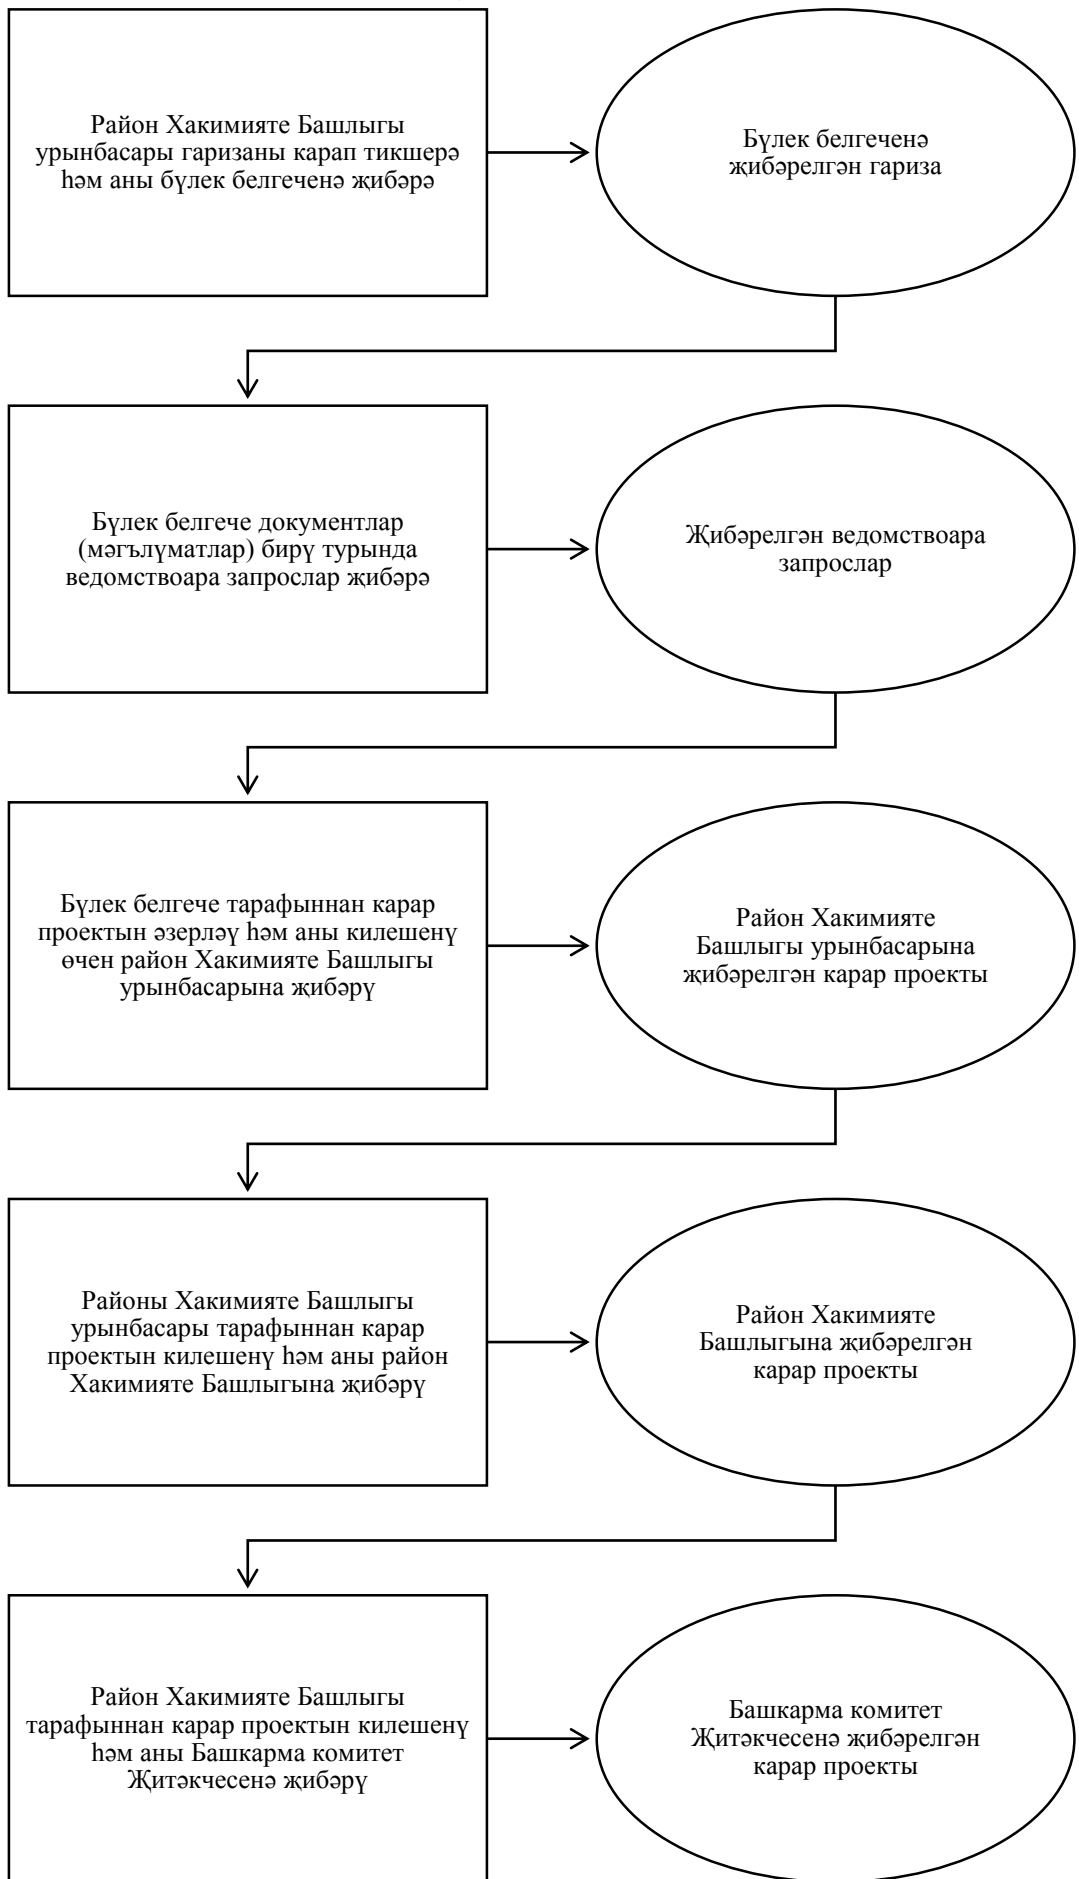 Район Хакимияте Башлыгы
урынбасары гаризаны карап тикшерә
һәм аны бүлек белгеченә җибәрә
Бүлек белгеченә
җибәрелгән гариза
Бүлек белгече документлар
(мәгълүматлар) бирү турында
ведомствоара запрослар җибәрә
Җибәрелгән ведомствоара
запрослар
Бүлек белгече тарафыннан карар
проектын әзерләү һәм аны килешенү
өчен район Хакимияте Башлыгы
урынбасарына җибәрү
Район Хакимияте
Башлыгы урынбасарына
җибәрелгән карар проекты
Районы Хакимияте Башлыгы
урынбасары тарафыннан карар
проектын килешенү һәм аны район
Хакимияте Башлыгына җибәрү
Район Хакимияте
Башлыгына җибәрелгән
карар проекты
Район Хакимияте Башлыгы
тарафыннан карар проектын килешенү
һәм аны Башкарма комитет
Җитәкчесенә җибәрү
Башкарма комитет
Җитәкчесенә җибәрелгән
карар проекты